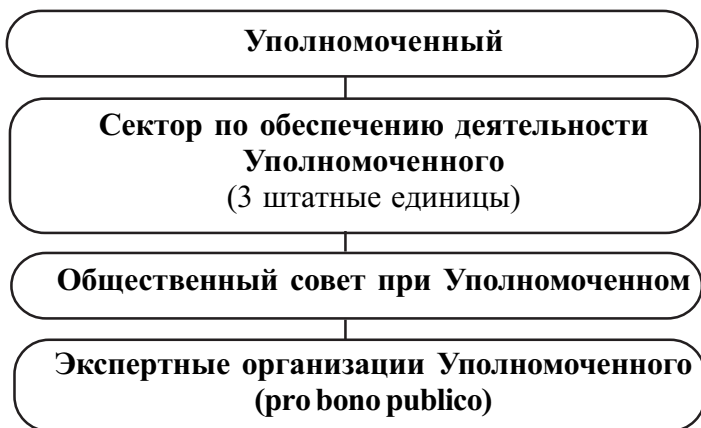 Уполномоченный
Сектор по обеспечению деятельности
Уполномоченного
(3 штатные единицы)
Общественный совет при Уполномоченном
Экспертные организации Уполномоченного
(pro bono publico)